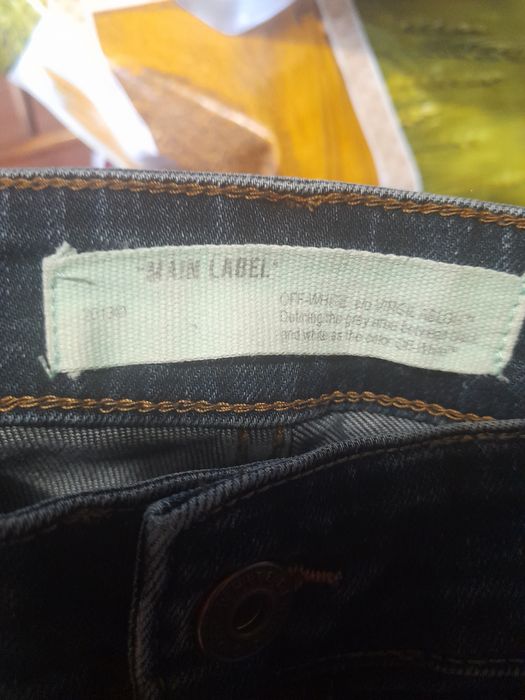 "MAIN LABEL"
2013©
OFF-WHITE c/o VIRGIL ABLOH™
Defining the grey area between black
and white as the color Off-White™